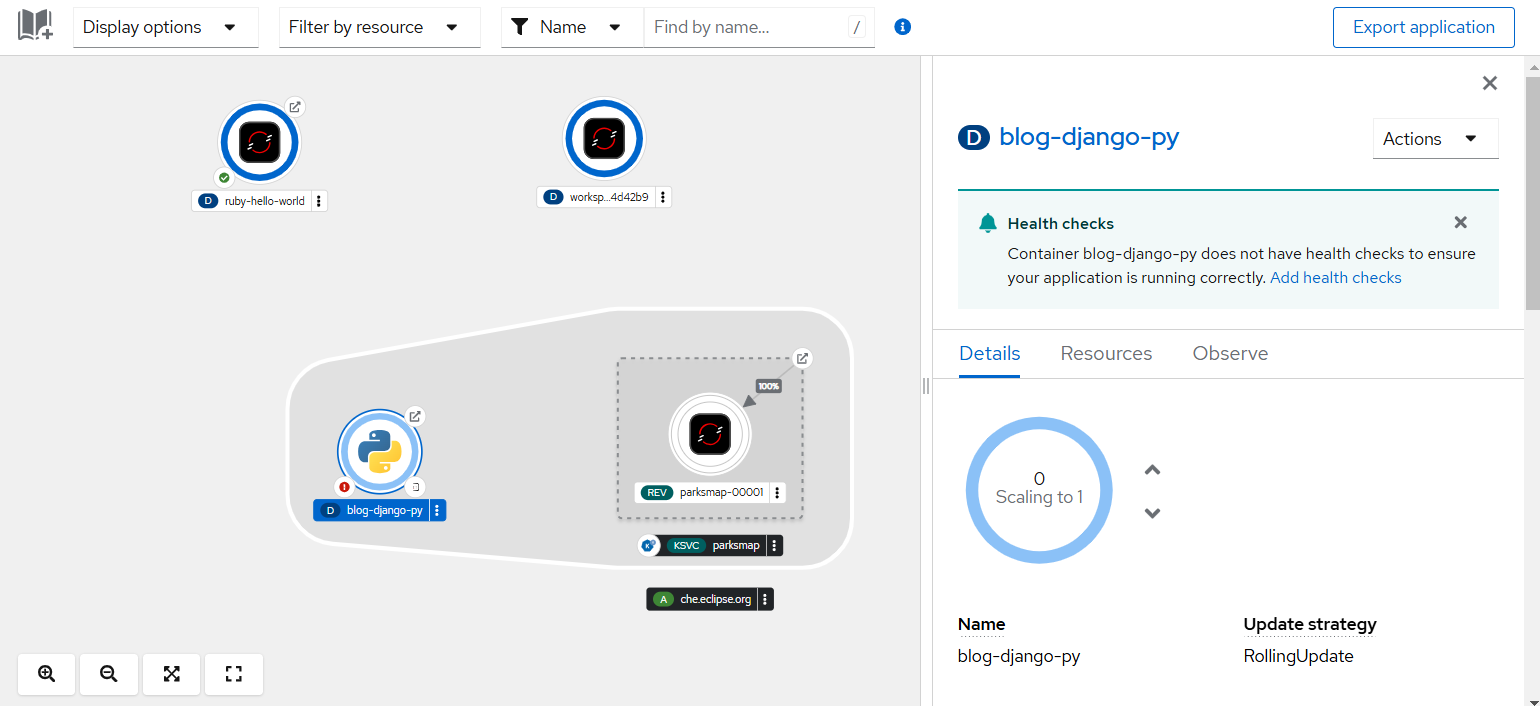 Display options
Filter by resource
Name
Find by name...
/
Export application
ruby-hello-world
D
worksp...4d42b9
D
100%
REV
parksmap-00001
D
blog-django-py
KSVC
parksmap
A
che.eclipse.org
D
blog-django-py
Actions
Health checks
Container blog-django-py does not have health checks to ensure
your application is running correctly. Add health checks
Details
Resources
Observe
0
Scaling to 1
Name
Update strategy
blog-django-py
RollingUpdate